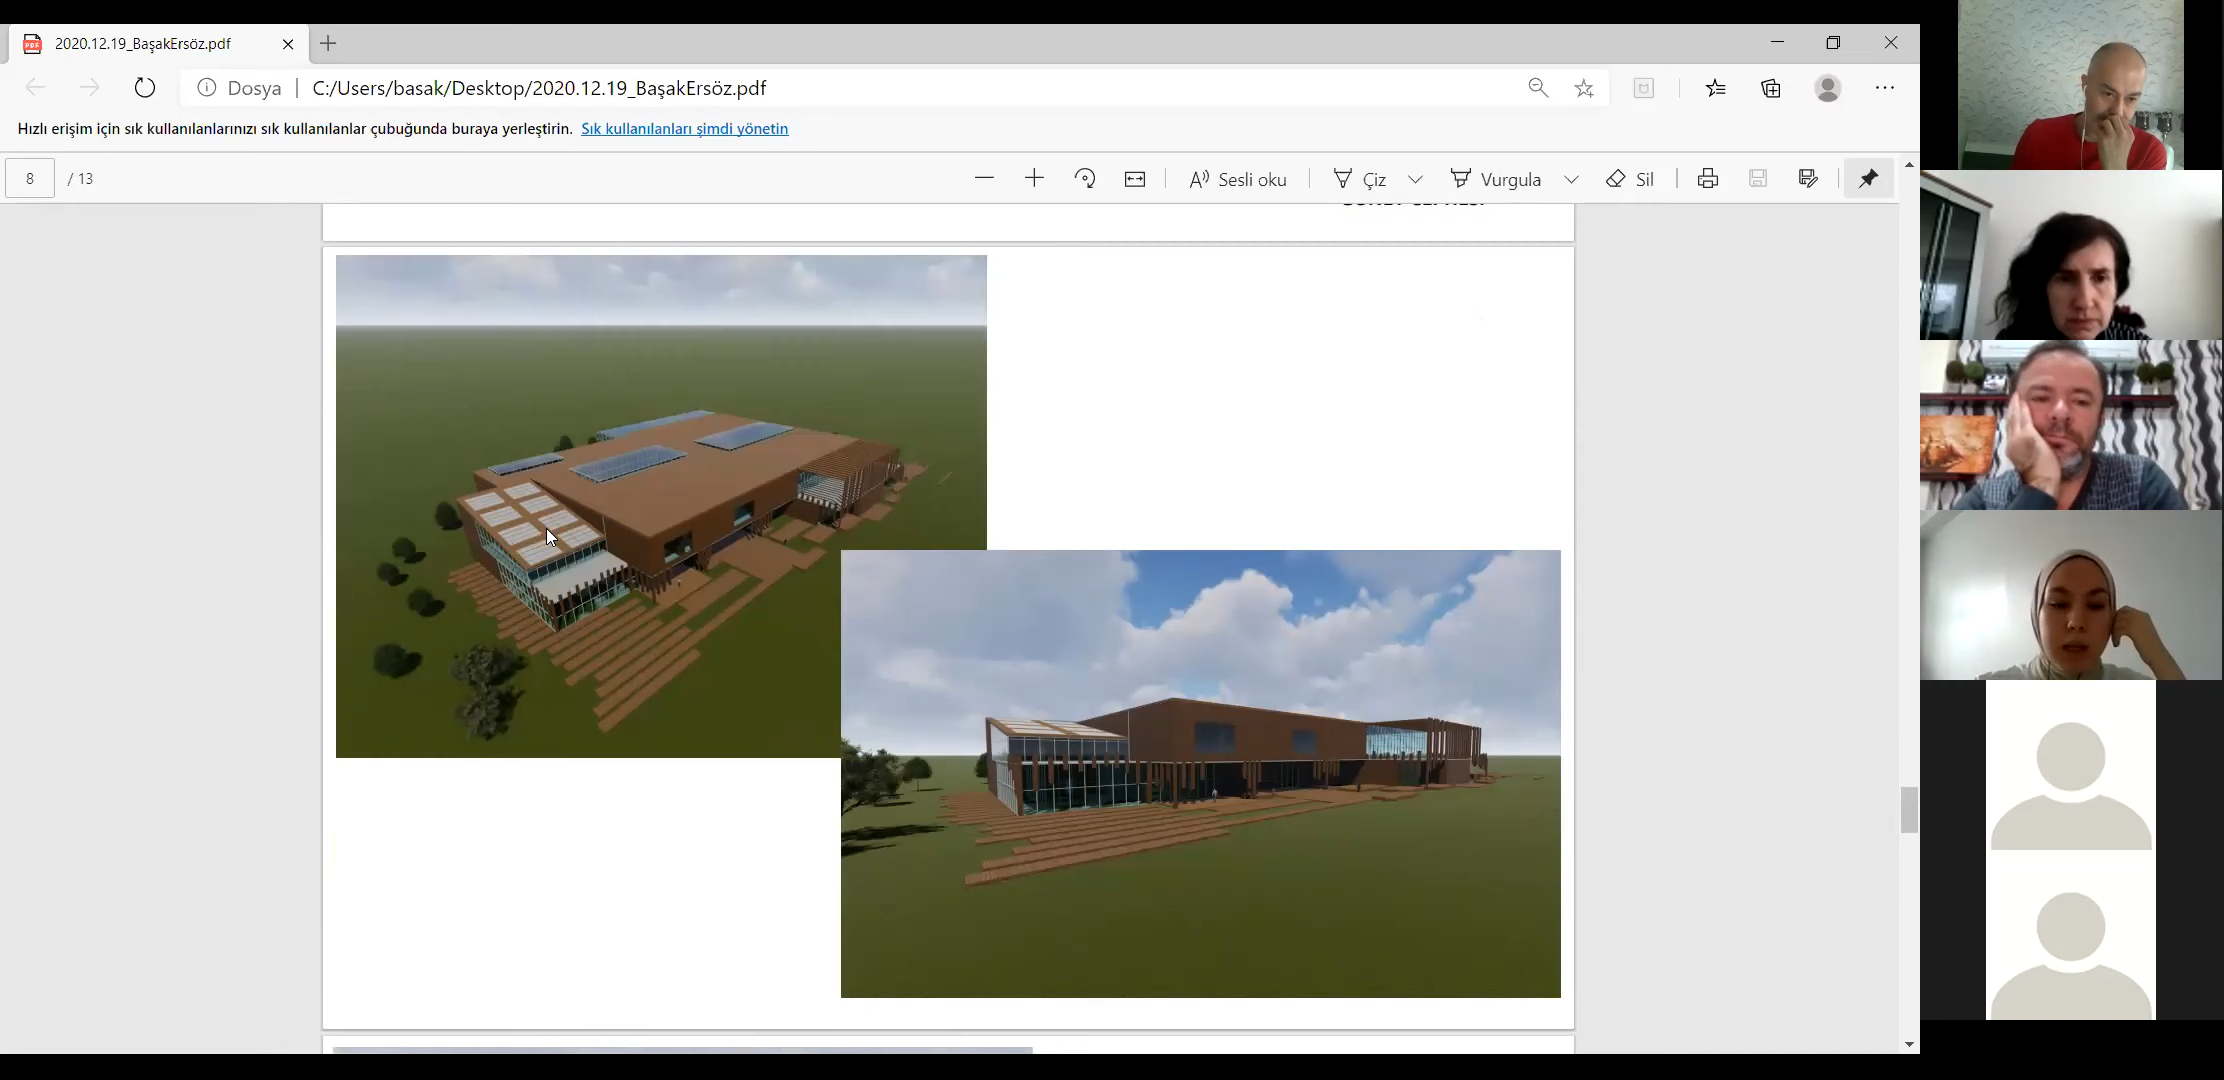 2020.12.19_BaşakErsöz.pdf
Dosya | C:/Users/basak/Desktop/2020.12.19_BaşakErsöz.pdf
Hızlı erişim için sık kullanılanlarınızı sık kullanılanlar çubuğunda buraya yerleştirin. Sık kullanılanları şimdi yönetin
8 / 13 Sesli oku Çiz Vurgula Sil